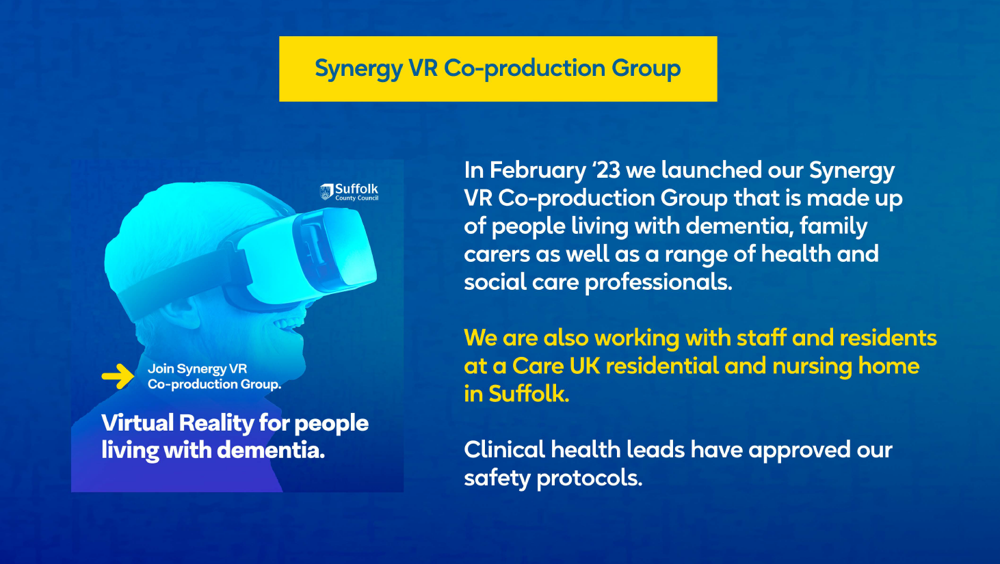 Synergy VR Co-production Group
Suffolk
County Council
Join Synergy VR
Co-production Group.
Virtual Reality for people
living with dementia.
In February ‘23 we launched our Synergy
VR Co-production Group that is made up
of people living with dementia, family
carers as well as a range of health and
social care professionals.
We are also working with staff and residents
at a Care UK residential and nursing home
in Suffolk.
Clinical health leads have approved our
safety protocols.